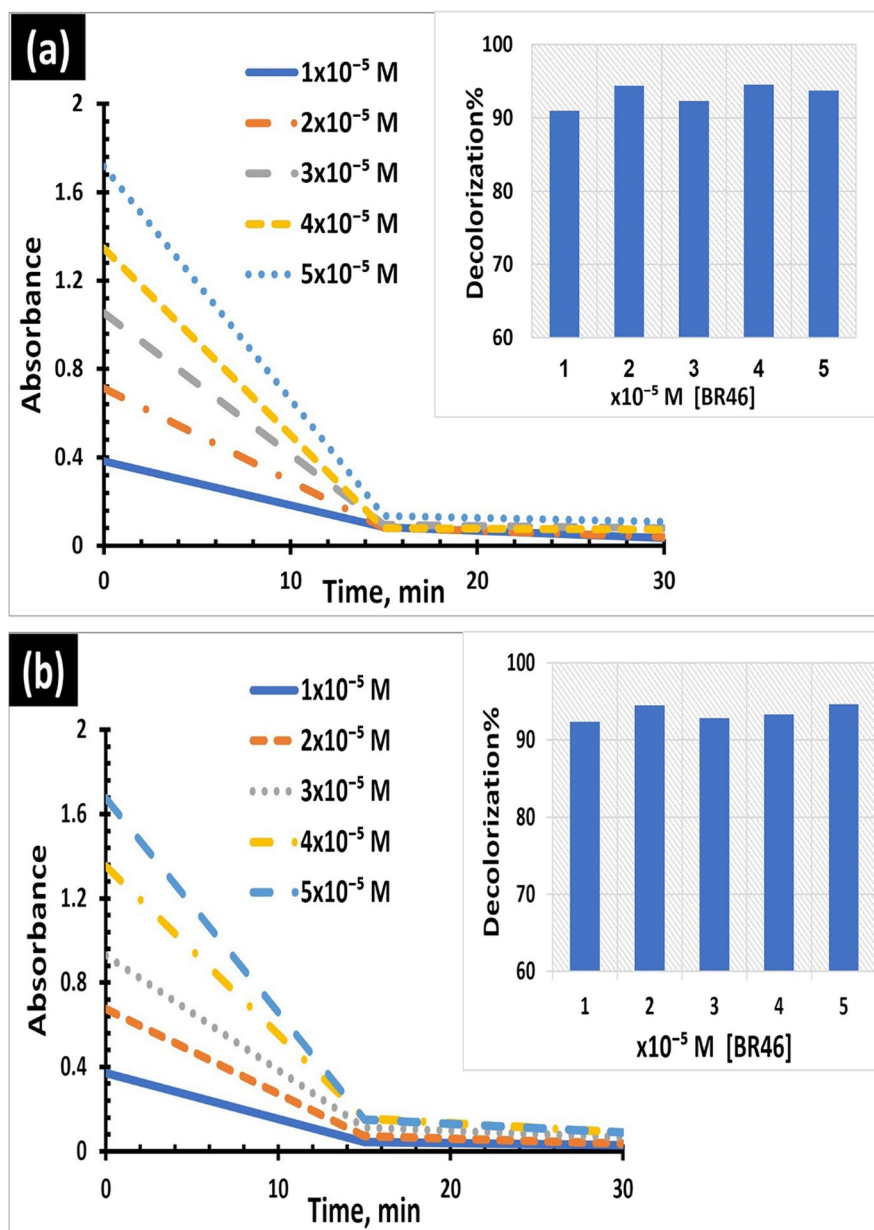 (a)
1x10⁻⁵ M
2x10⁻⁵ M
3x10⁻⁵ M
4x10⁻⁵ M
5x10⁻⁵ M
Absorbance
2
1.6
1.2
0.8
0.4
0
0 10 20 30
Time, min
Decolorization%
100
90
80
70
60
1 2 3 4 5
x10⁻⁵ M [BR46]
(b)
1x10⁻⁵ M
2x10⁻⁵ M
3x10⁻⁵ M
4x10⁻⁵ M
5x10⁻⁵ M
Absorbance
2
1.6
1.2
0.8
0.4
0
0 10 20 30
Time, min
Decolorization%
100
90
80
70
60
1 2 3 4 5
x10⁻⁵ M [BR46]